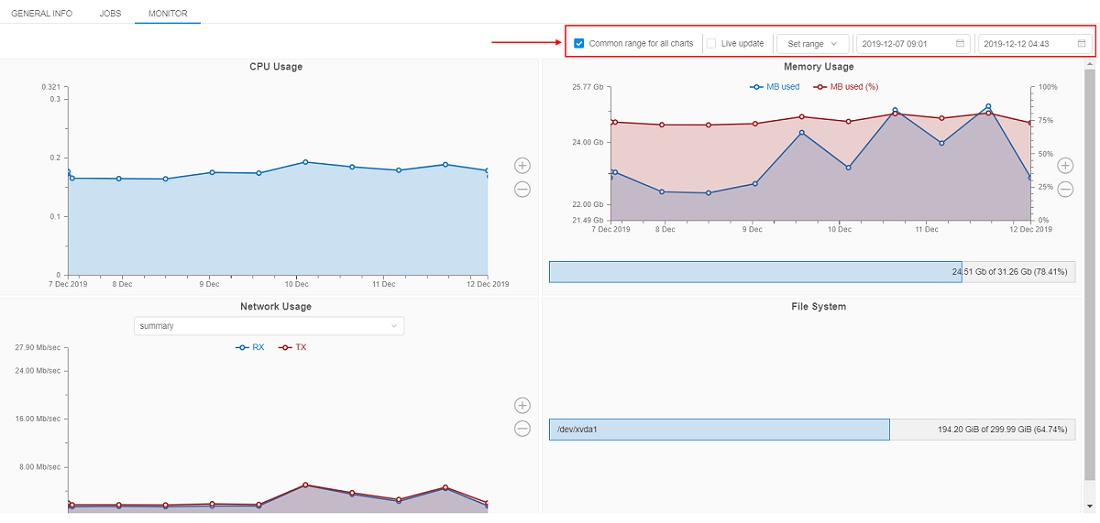 GENERAL INFO JOBS MONITOR
Common range for all charts Live update Set range 2019-12-07 09:01 2019-12-12 04:43
CPU Usage
0.321
0.3
0.2
0.1
0
7 Dec 2019 8 Dec 9 Dec 10 Dec 11 Dec 12 Dec 2019
Memory Usage
MB used MB used (%)
25.77 Gb
24.00 Gb
22.00 Gb
21.49 Gb
100%
75%
50%
25%
0%
7 Dec 2019 8 Dec 9 Dec 10 Dec 11 Dec 12 Dec 2019
24.51 Gb of 31.26 Gb (78.41%)
Network Usage
summary
RX TX
27.90 Mb/sec
24.00 Mb/sec
16.00 Mb/sec
8.00 Mb/sec
File System
/dev/xvda1 194.20 GiB of 299.99 GiB (64.74%)